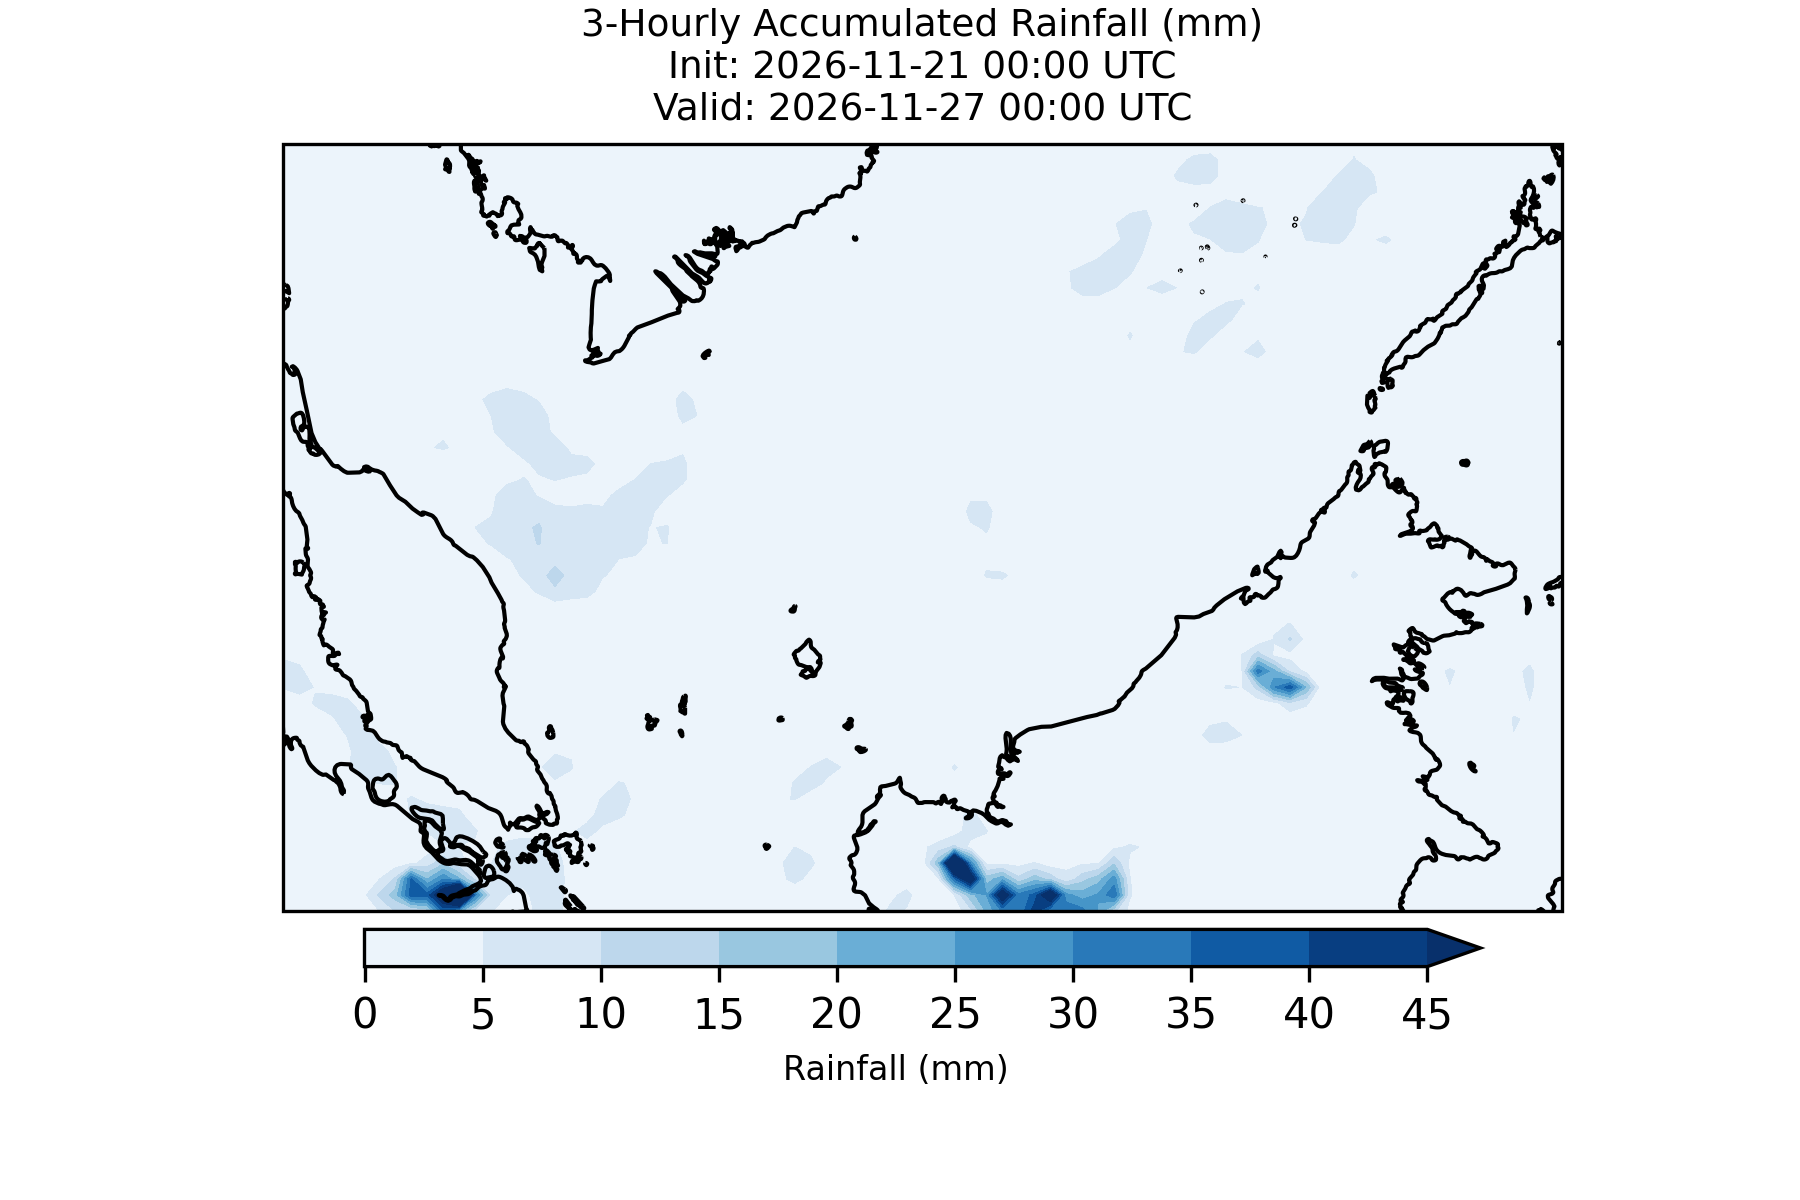 3-Hourly Accumulated Rainfall (mm)
Init: 2026-11-21 00:00 UTC
Valid: 2026-11-27 00:00 UTC
0 5 10 15 20 25 30 35 40 45
Rainfall (mm)